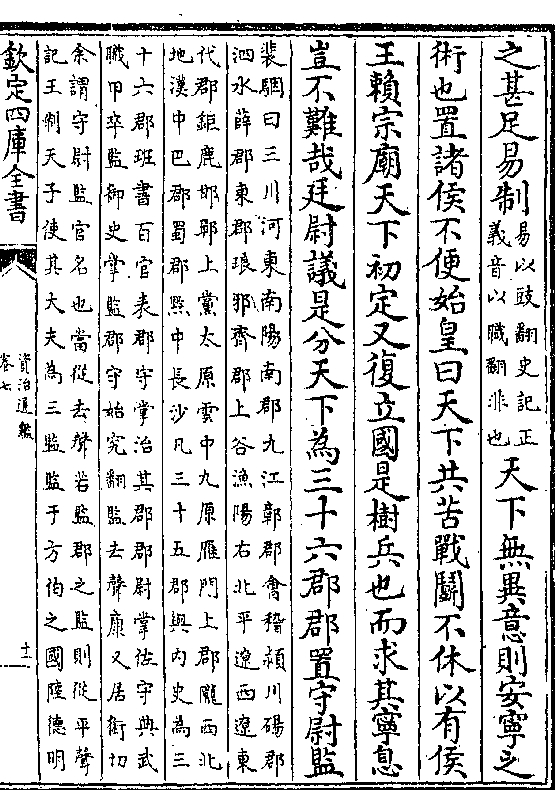 之甚足易制易以豉翻史記正
義音以職翻非也天下無異意則安寧之
術也置諸侯不便始皇曰天下共苦戰鬬不休以有侯
王賴宗廟天下初定又復立國是樹兵也而求其寧息
豈不難哉廷尉議是分天下為三十六郡郡置守尉監
裴駰曰三川河東南陽南郡九江鄣郡會稽潁川碭郡
泗水薛郡東郡琅邪齊郡上谷漁陽右北平遼西遼東
代郡鉅鹿邯鄲上黨太原雲中九原雁門上郡隴西北
地漢中巴郡蜀郡黔中長沙凡三十五郡與内史為三
十六郡班書百官表郡守掌治其郡郡尉掌佐守典武
職甲卒監御史掌監郡守始究翻監去聲康又居銜切
余謂守尉監官名也當從去聲若監郡之監則從平聲
記王制天子使其大夫為三監監于方伯之國陸德明
欽定四庫全書
資治通鑑
卷七
十一